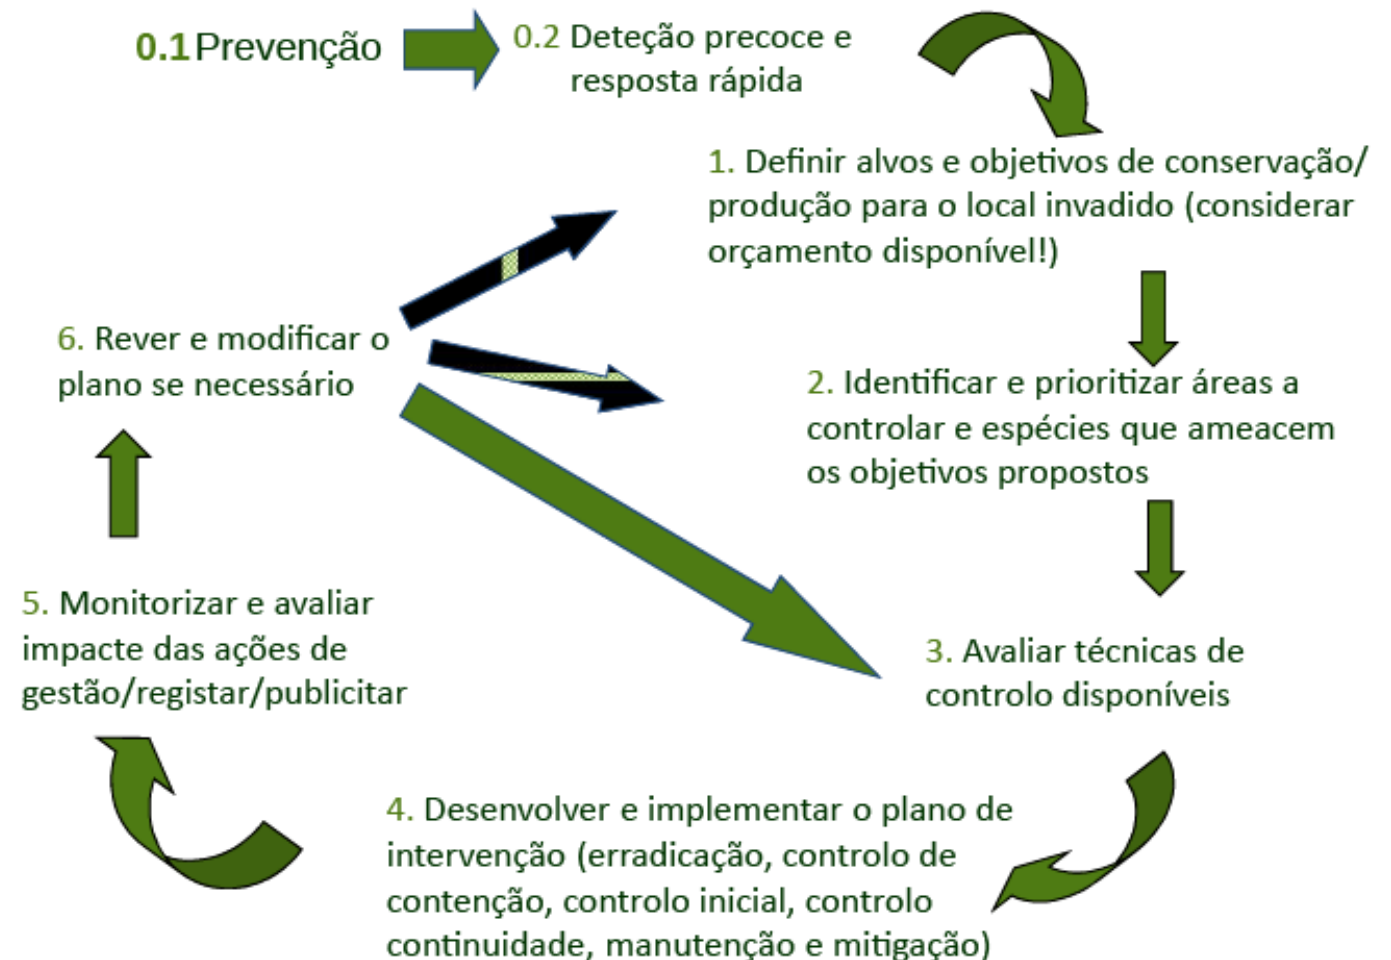 0.1 Prevenção
0.2 Deteção precoce e
resposta rápida
1. Definir alvos e objetivos de conservação/
produção para o local invadido (considerar
orçamento disponível!)
2. Identificar e prioritizar áreas a
controlar e espécies que ameacem
os objetivos propostos
3. Avaliar técnicas de
controlo disponíveis
4. Desenvolver e implementar o plano de
intervenção (erradicação, controlo de
contenção, controlo inicial, controlo
continuidade, manutenção e mitigação)
5. Monitorizar e avaliar
impacte das ações de
gestão/registar/publicitar
6. Rever e modificar o
plano se necessário